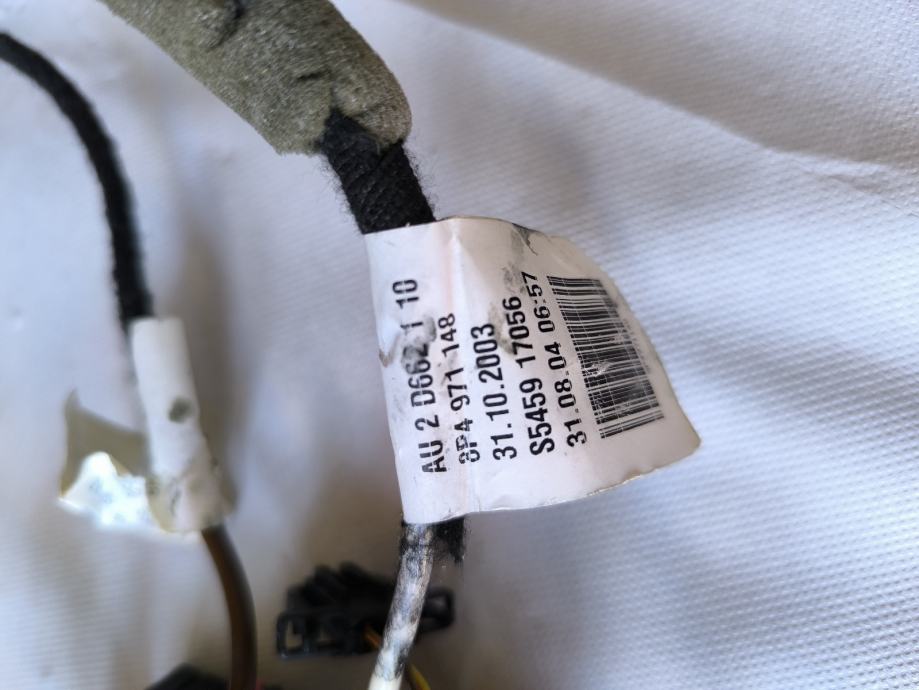 AU 2 D662 1 10
8P4 971 148
31.10.2003
S5459 17056
31.08.04 06:57